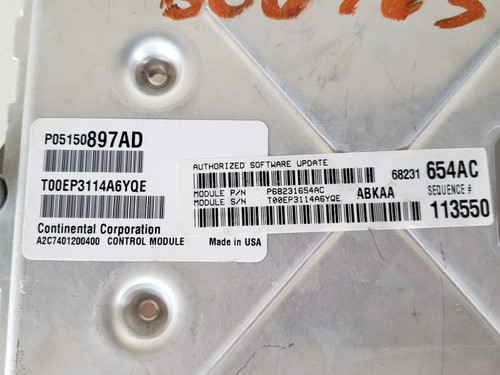 P05150897AD
T00EP3114A6YQE
Continental Corporation
A2C7401200400 CONTROL MODULE Made in USA
AUTHORIZED SOFTWARE UPDATE
68231 654AC
MODULE P/N P68231654AC ABKAA SEQUENCE #
MODULE S/N T00EP3114A6YQE 113550